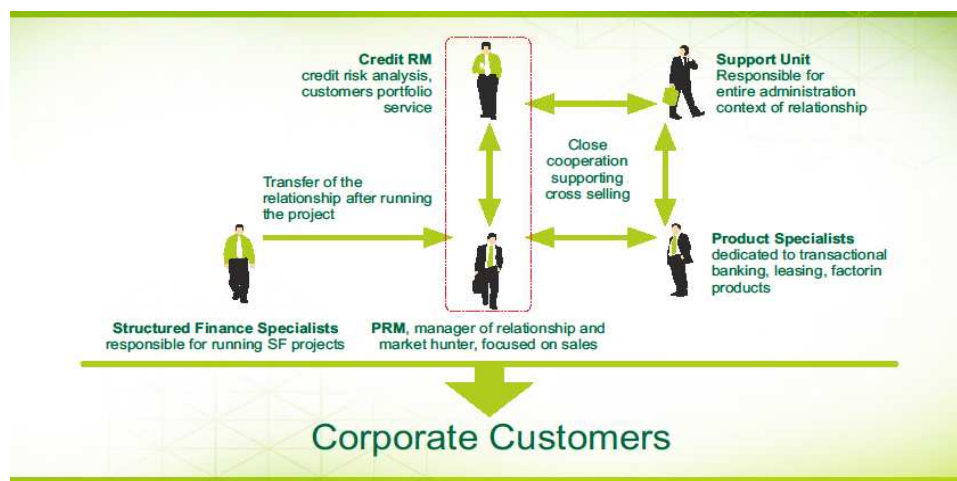 Credit RM
credit risk analysis,
customers portfolio
service
Support Unit
Responsible for
entire administration
context of relationship
Close
cooperation
supporting
cross selling
Transfer of the
relationship after running
the project
Product Specialists
dedicated to transactional
banking, leasing, factorin
products
Structured Finance Specialists
responsible for running SF projects
PRM, manager of relationship and
market hunter, focused on sales
Corporate Customers